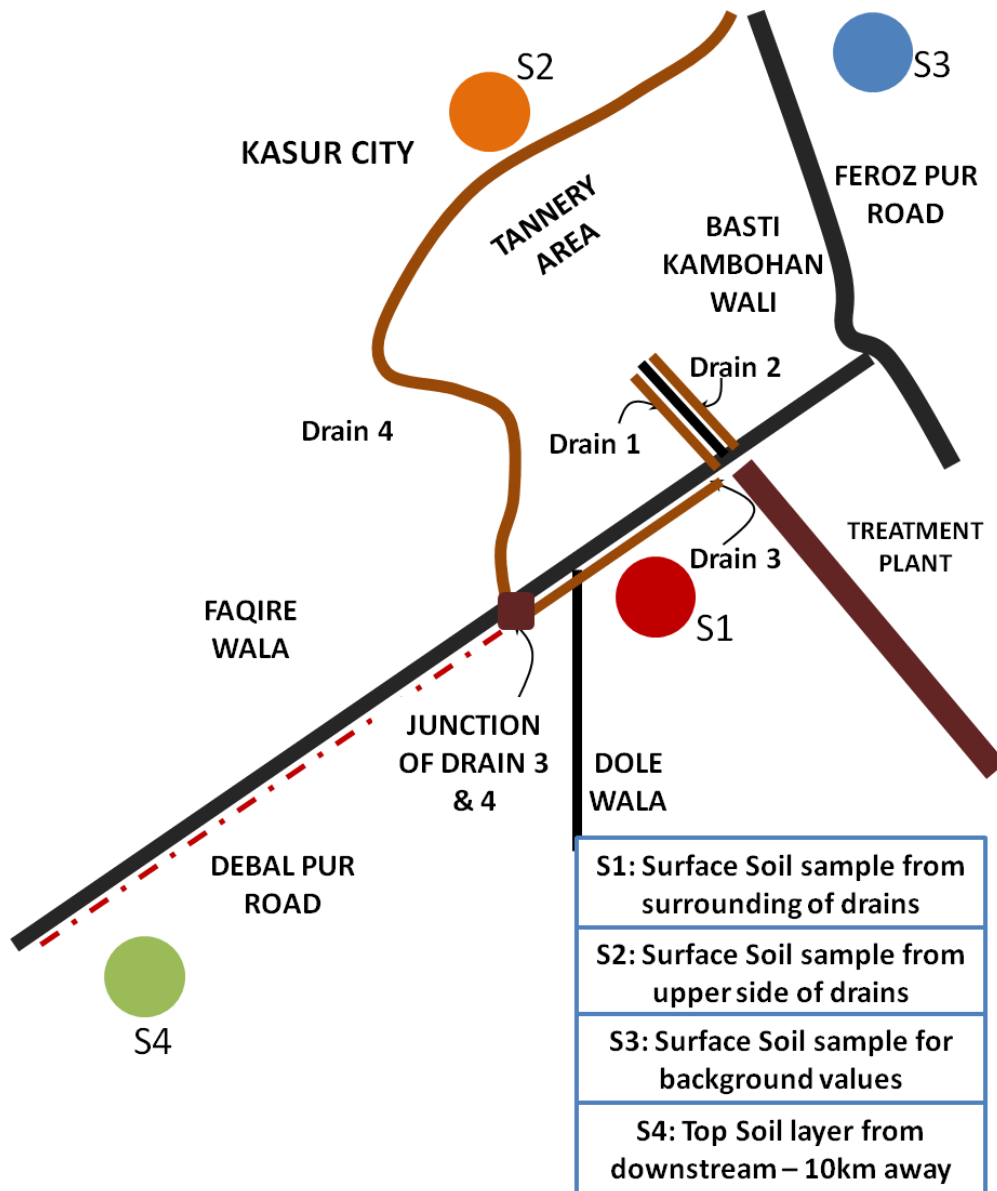 S2
S3
KASUR CITY
FEROZ PUR
ROAD
TANNERY
AREA
BASTI
KAMBOHAN
WALI
Drain 2
Drain 4
Drain 1
TREATMENT
PLANT
Drain 3
FAQIRE
WALA
S1
JUNCTION
OF DRAIN 3
& 4
DOLE
WALA
DEBAL PUR
ROAD
S4
S1: Surface Soil sample from
surrounding of drains
S2: Surface Soil sample from
upper side of drains
S3: Surface Soil sample for
background values
S4: Top Soil layer from
downstream – 10km away